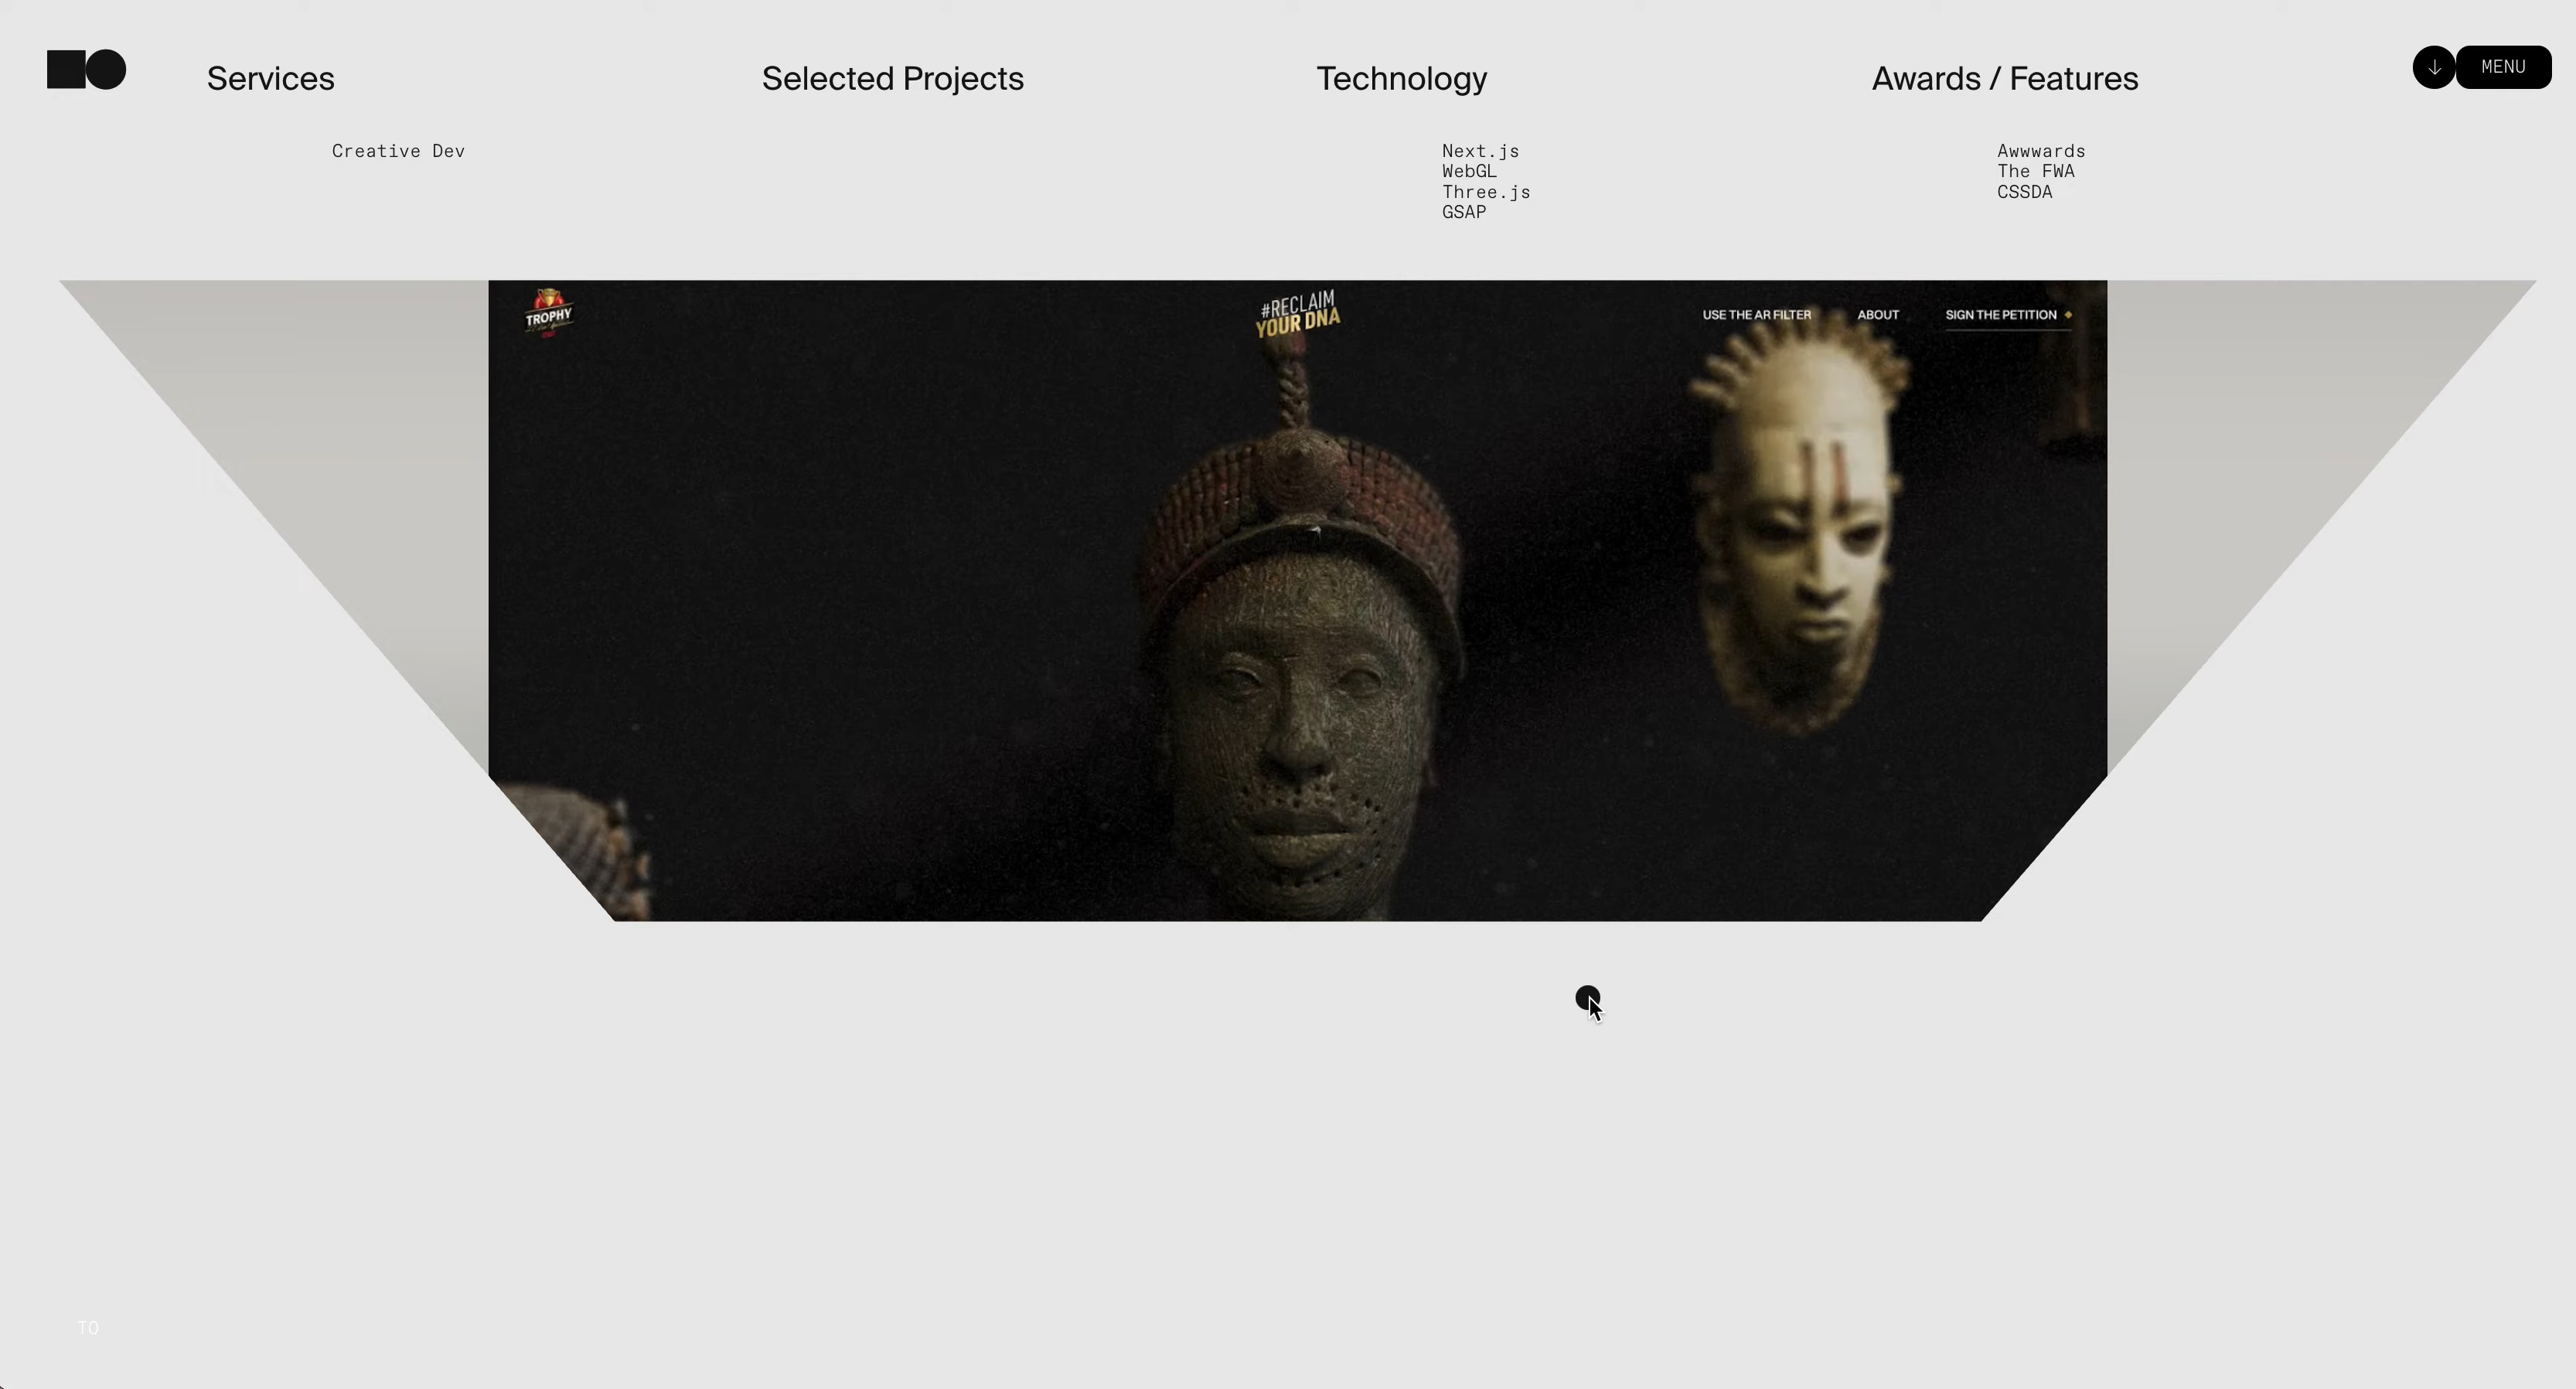 Services
Selected Projects
Technology
Awards / Features
MENU
Creative Dev
Next.js
WebGL
Three.js
GSAP
Awwwards
The FWA
CSSDA
TROPHY
#RECLAIM
YOUR DNA
USE THE AR FILTER
ABOUT
SIGN THE PETITION
TO